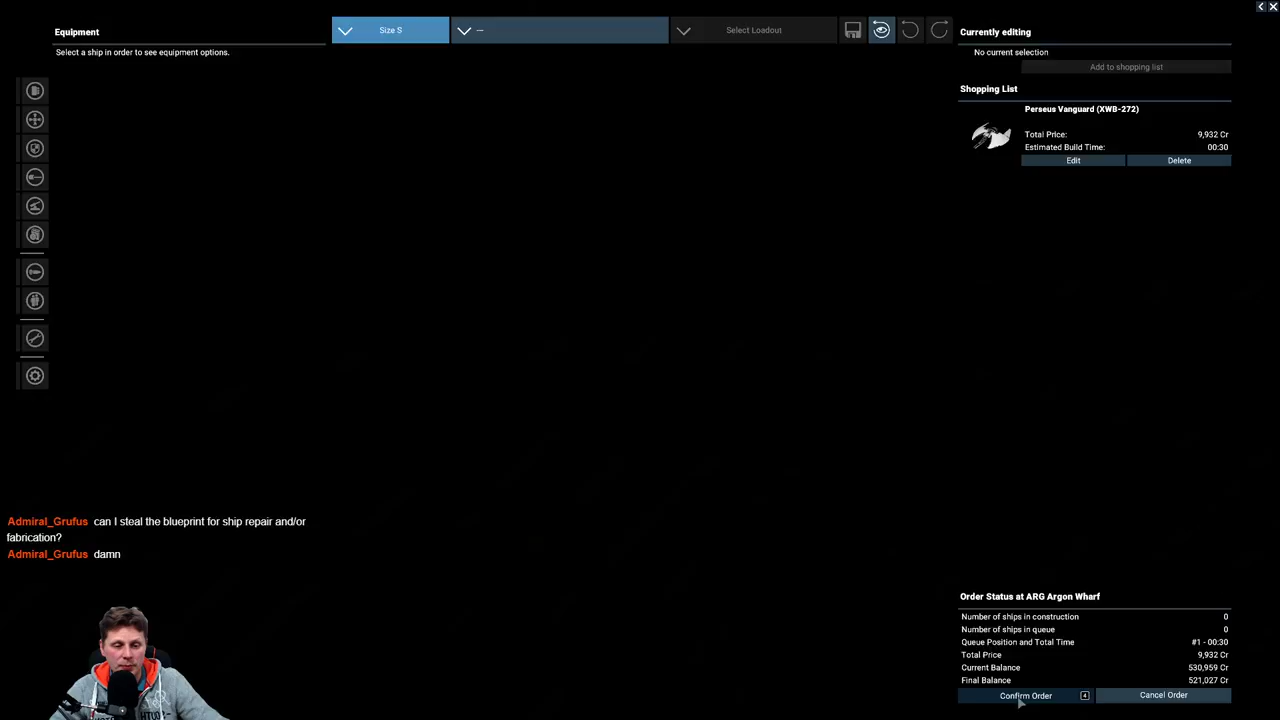 Equipment
Select a ship in order to see equipment options.
Size S
--
Select Loadout
Currently editing
No current selection
Add to shopping list
Shopping List
Perseus Vanguard (XWB-272)
Total Price: 9,932 Cr
Estimated Build Time: 00:30
Edit Delete
Admiral_Grufus can I steal the blueprint for ship repair and/or
fabrication?
Admiral_Grufus damn
Order Status at ARG Argon Wharf
Number of ships in construction 0
Number of ships in queue 0
Queue Position and Total Time #1 - 00:30
Total Price 9,932 Cr
Current Balance 530,959 Cr
Final Balance 521,027 Cr
Confirm Order 4 Cancel Order